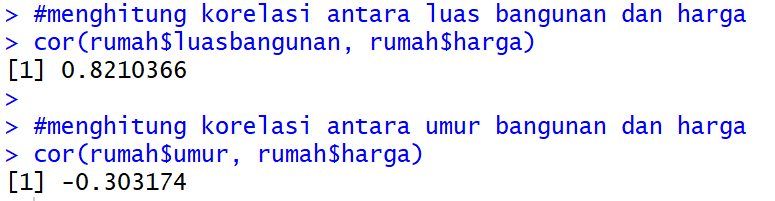 > #menghitung korelasi antara luas bangunan dan harga
> cor(rumah$luasbangunan, rumah$harga)
[1] 0.8210366
>
> #menghitung korelasi antara umur bangunan dan harga
> cor(rumah$umur, rumah$harga)
[1] -0.303174